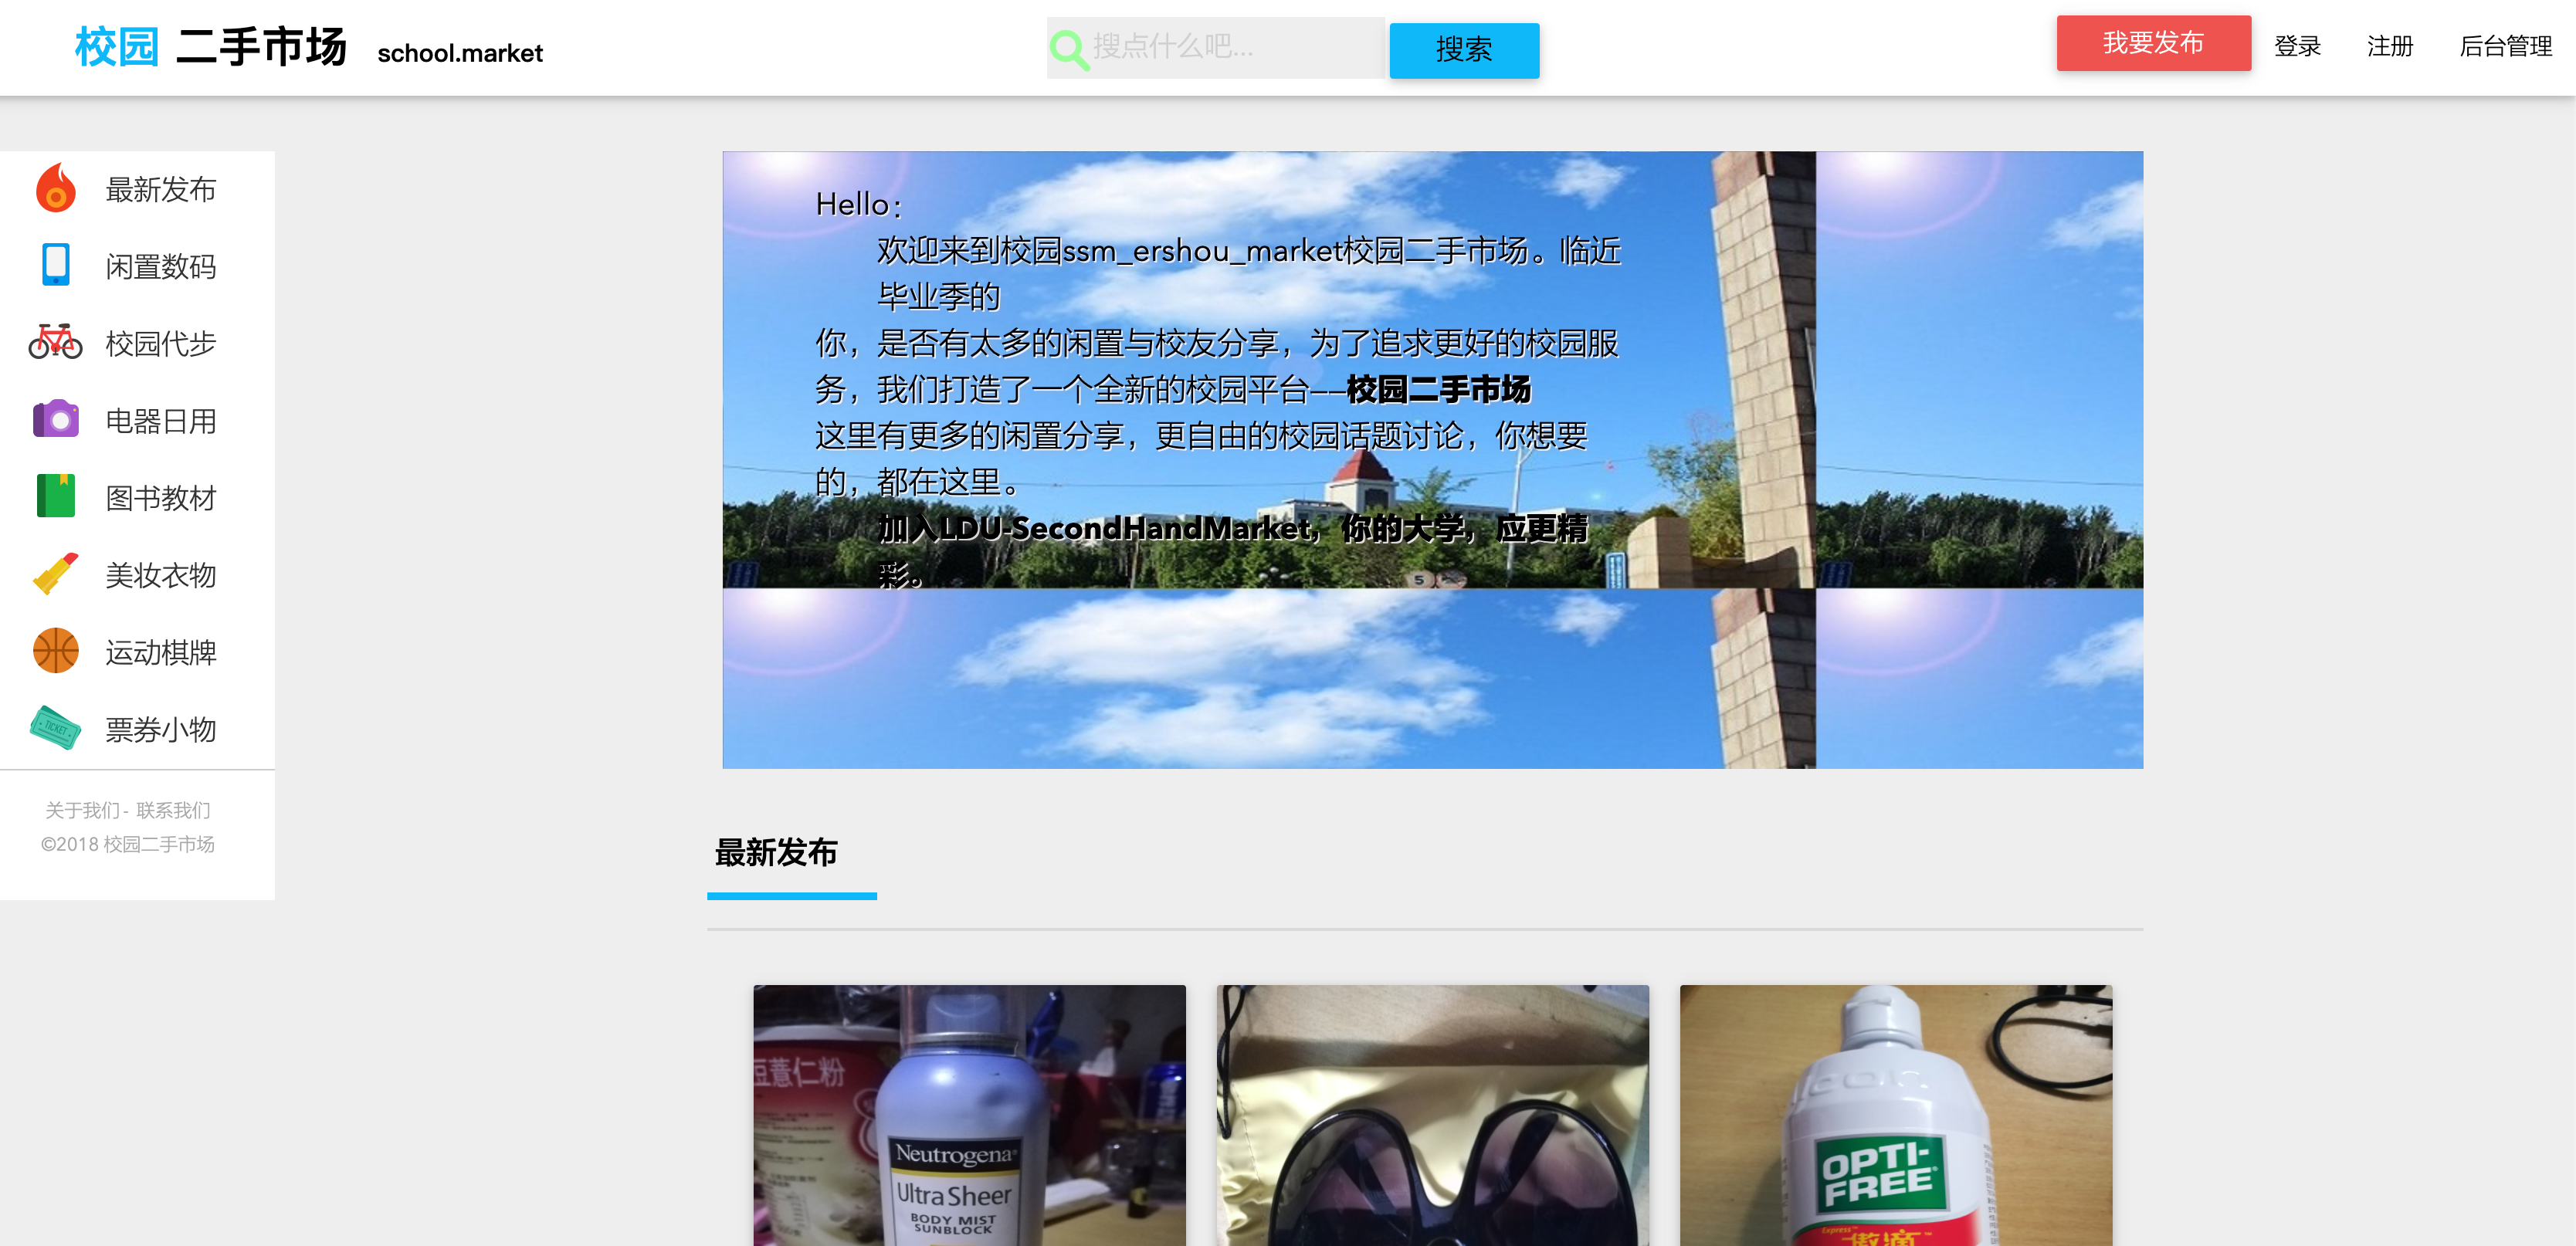 校园 二手市场 school.market
搜点什么吧...
搜索
我要发布
登录
注册
后台管理
最新发布
闲置数码
校园代步
电器日用
图书教材
美妆衣物
运动棋牌
票券小物
关于我们 - 联系我们
©2018 校园二手市场
Hello：
欢迎来到校园ssm_ershou_market校园二手市场。临近
毕业季的
你，是否有太多的闲置与校友分享，为了追求更好的校园服
务，我们打造了一个全新的校园平台——校园二手市场
这里有更多的闲置分享，更自由的校园话题讨论，你想要
的，都在这里。
加入LDU-SecondHandMarket，你的大学，应更精
彩。
最新发布
薏仁粉
Neutrogena
Ultra Sheer
BODY MIST
SUNBLOCK
OPTI-
FREE
Express
傲滴
TICKET
5